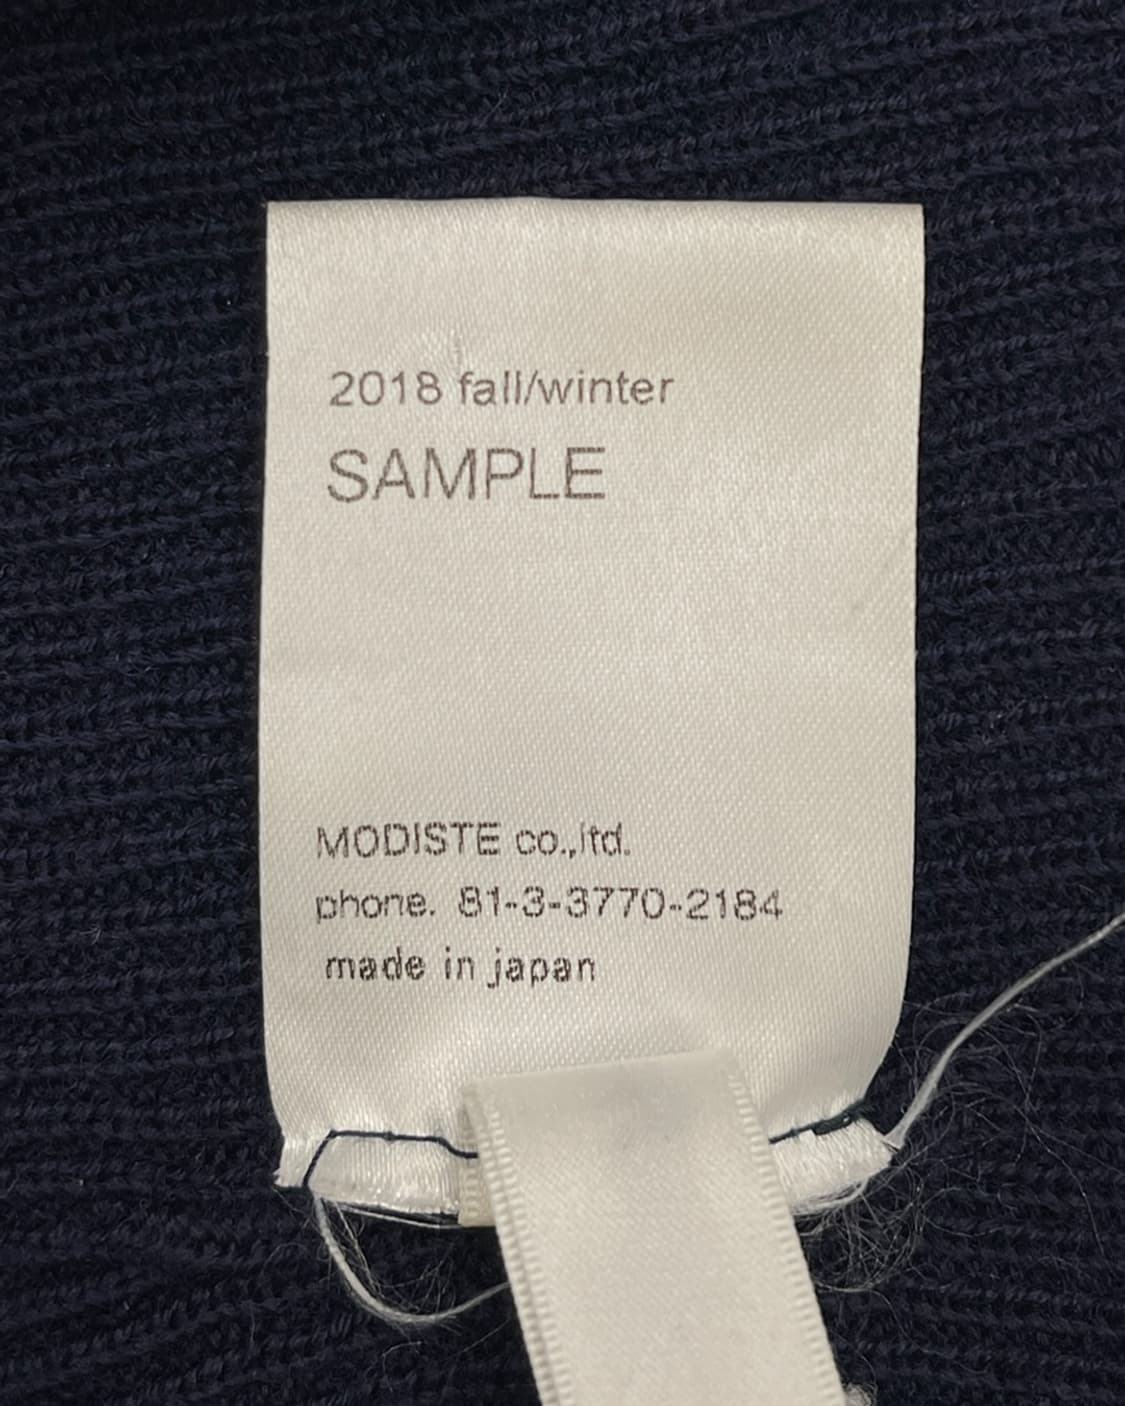 2018 fall/winter
SAMPLE
MODISTE co.,ltd.
phone. 81-3-3770-2184
made in japan